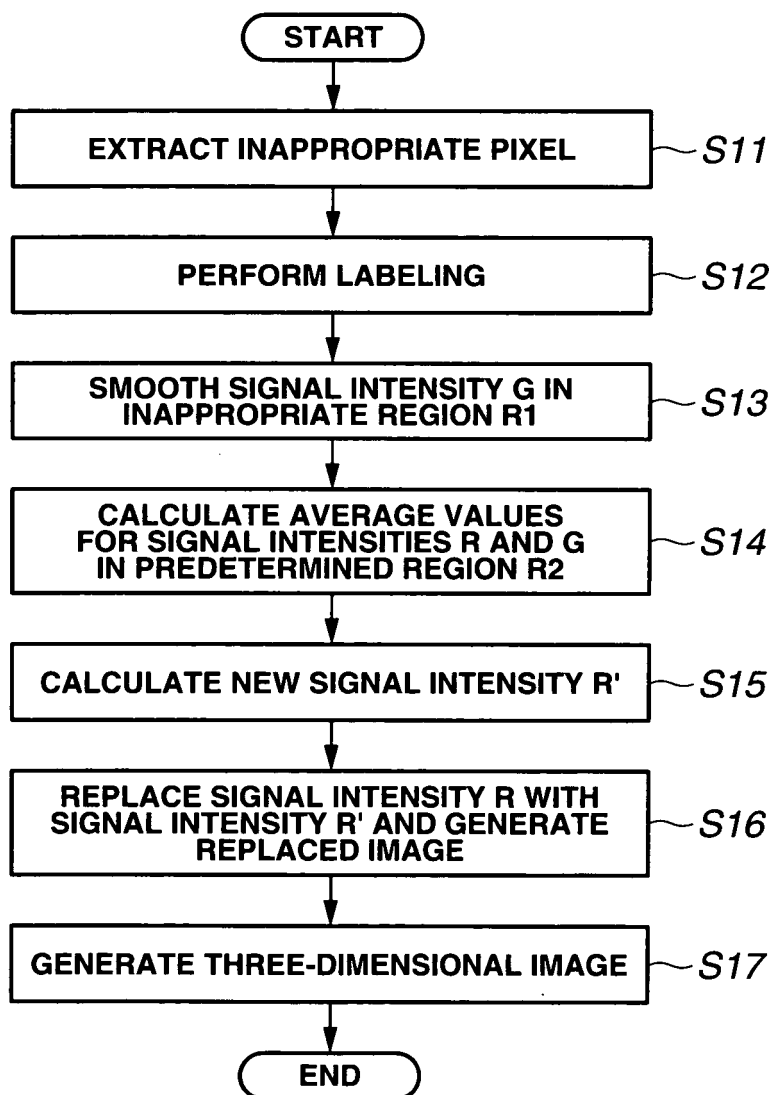 START
EXTRACT INAPPROPRIATE PIXEL
S11
PERFORM LABELING
S12
SMOOTH SIGNAL INTENSITY G IN
INAPPROPRIATE REGION R1
S13
CALCULATE AVERAGE VALUES
FOR SIGNAL INTENSITIES R AND G
IN PREDETERMINED REGION R2
S14
CALCULATE NEW SIGNAL INTENSITY R'
S15
REPLACE SIGNAL INTENSITY R WITH
SIGNAL INTENSITY R' AND GENERATE
REPLACED IMAGE
S16
GENERATE THREE-DIMENSIONAL IMAGE
S17
END